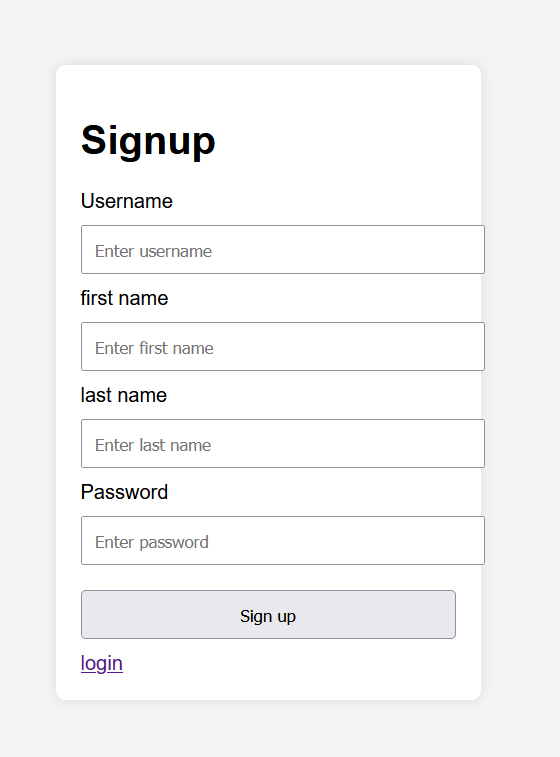 Signup
Username
Enter username
first name
Enter first name
last name
Enter last name
Password
Enter password
Sign up
login